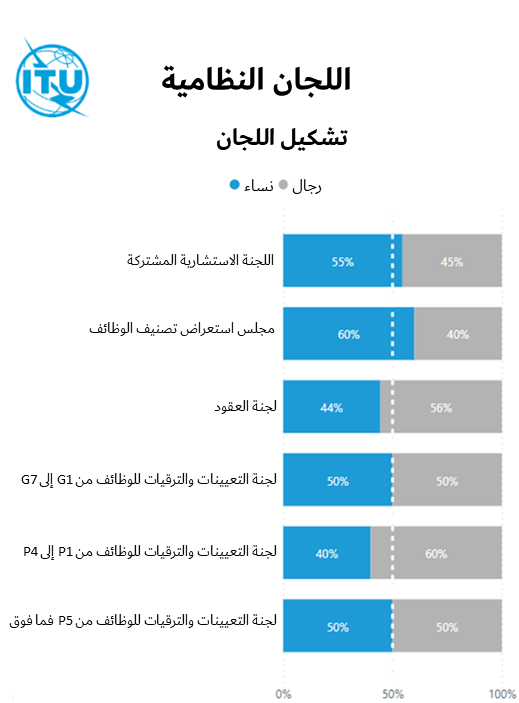 ITU
اللجان النظامية
تشكيل اللجان
رجال نساء
اللجنة الاستشارية المشتركة 55% 45%
مجلس استعراض تصنيف الوظائف 60% 40%
لجنة العقود 44% 56%
لجنة التعيينات والترقيات للوظائف من G1 إلى G7 50% 50%
لجنة التعيينات والترقيات للوظائف من P1 إلى P4 40% 60%
لجنة التعيينات والترقيات للوظائف من P5 فما فوق 50% 50%
0% 50% 100%